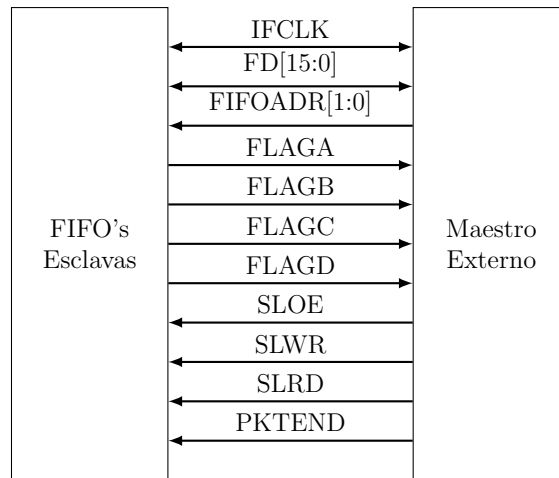 IFCLK
FD[15:0]
FIFOADR[1:0]
FLAGA
FLAGB
FLAGC
FLAGD
SLOE
SLWR
SLRD
PKTEND
FIFO's
Esclavas
Maestro
Externo